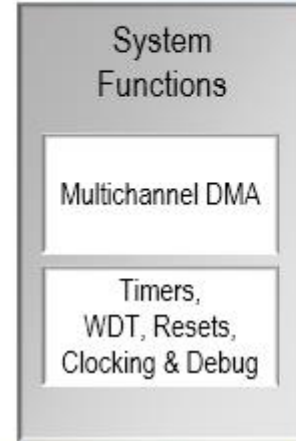 System
Functions
Multichannel DMA
Timers,
WDT, Resets,
Clocking & Debug